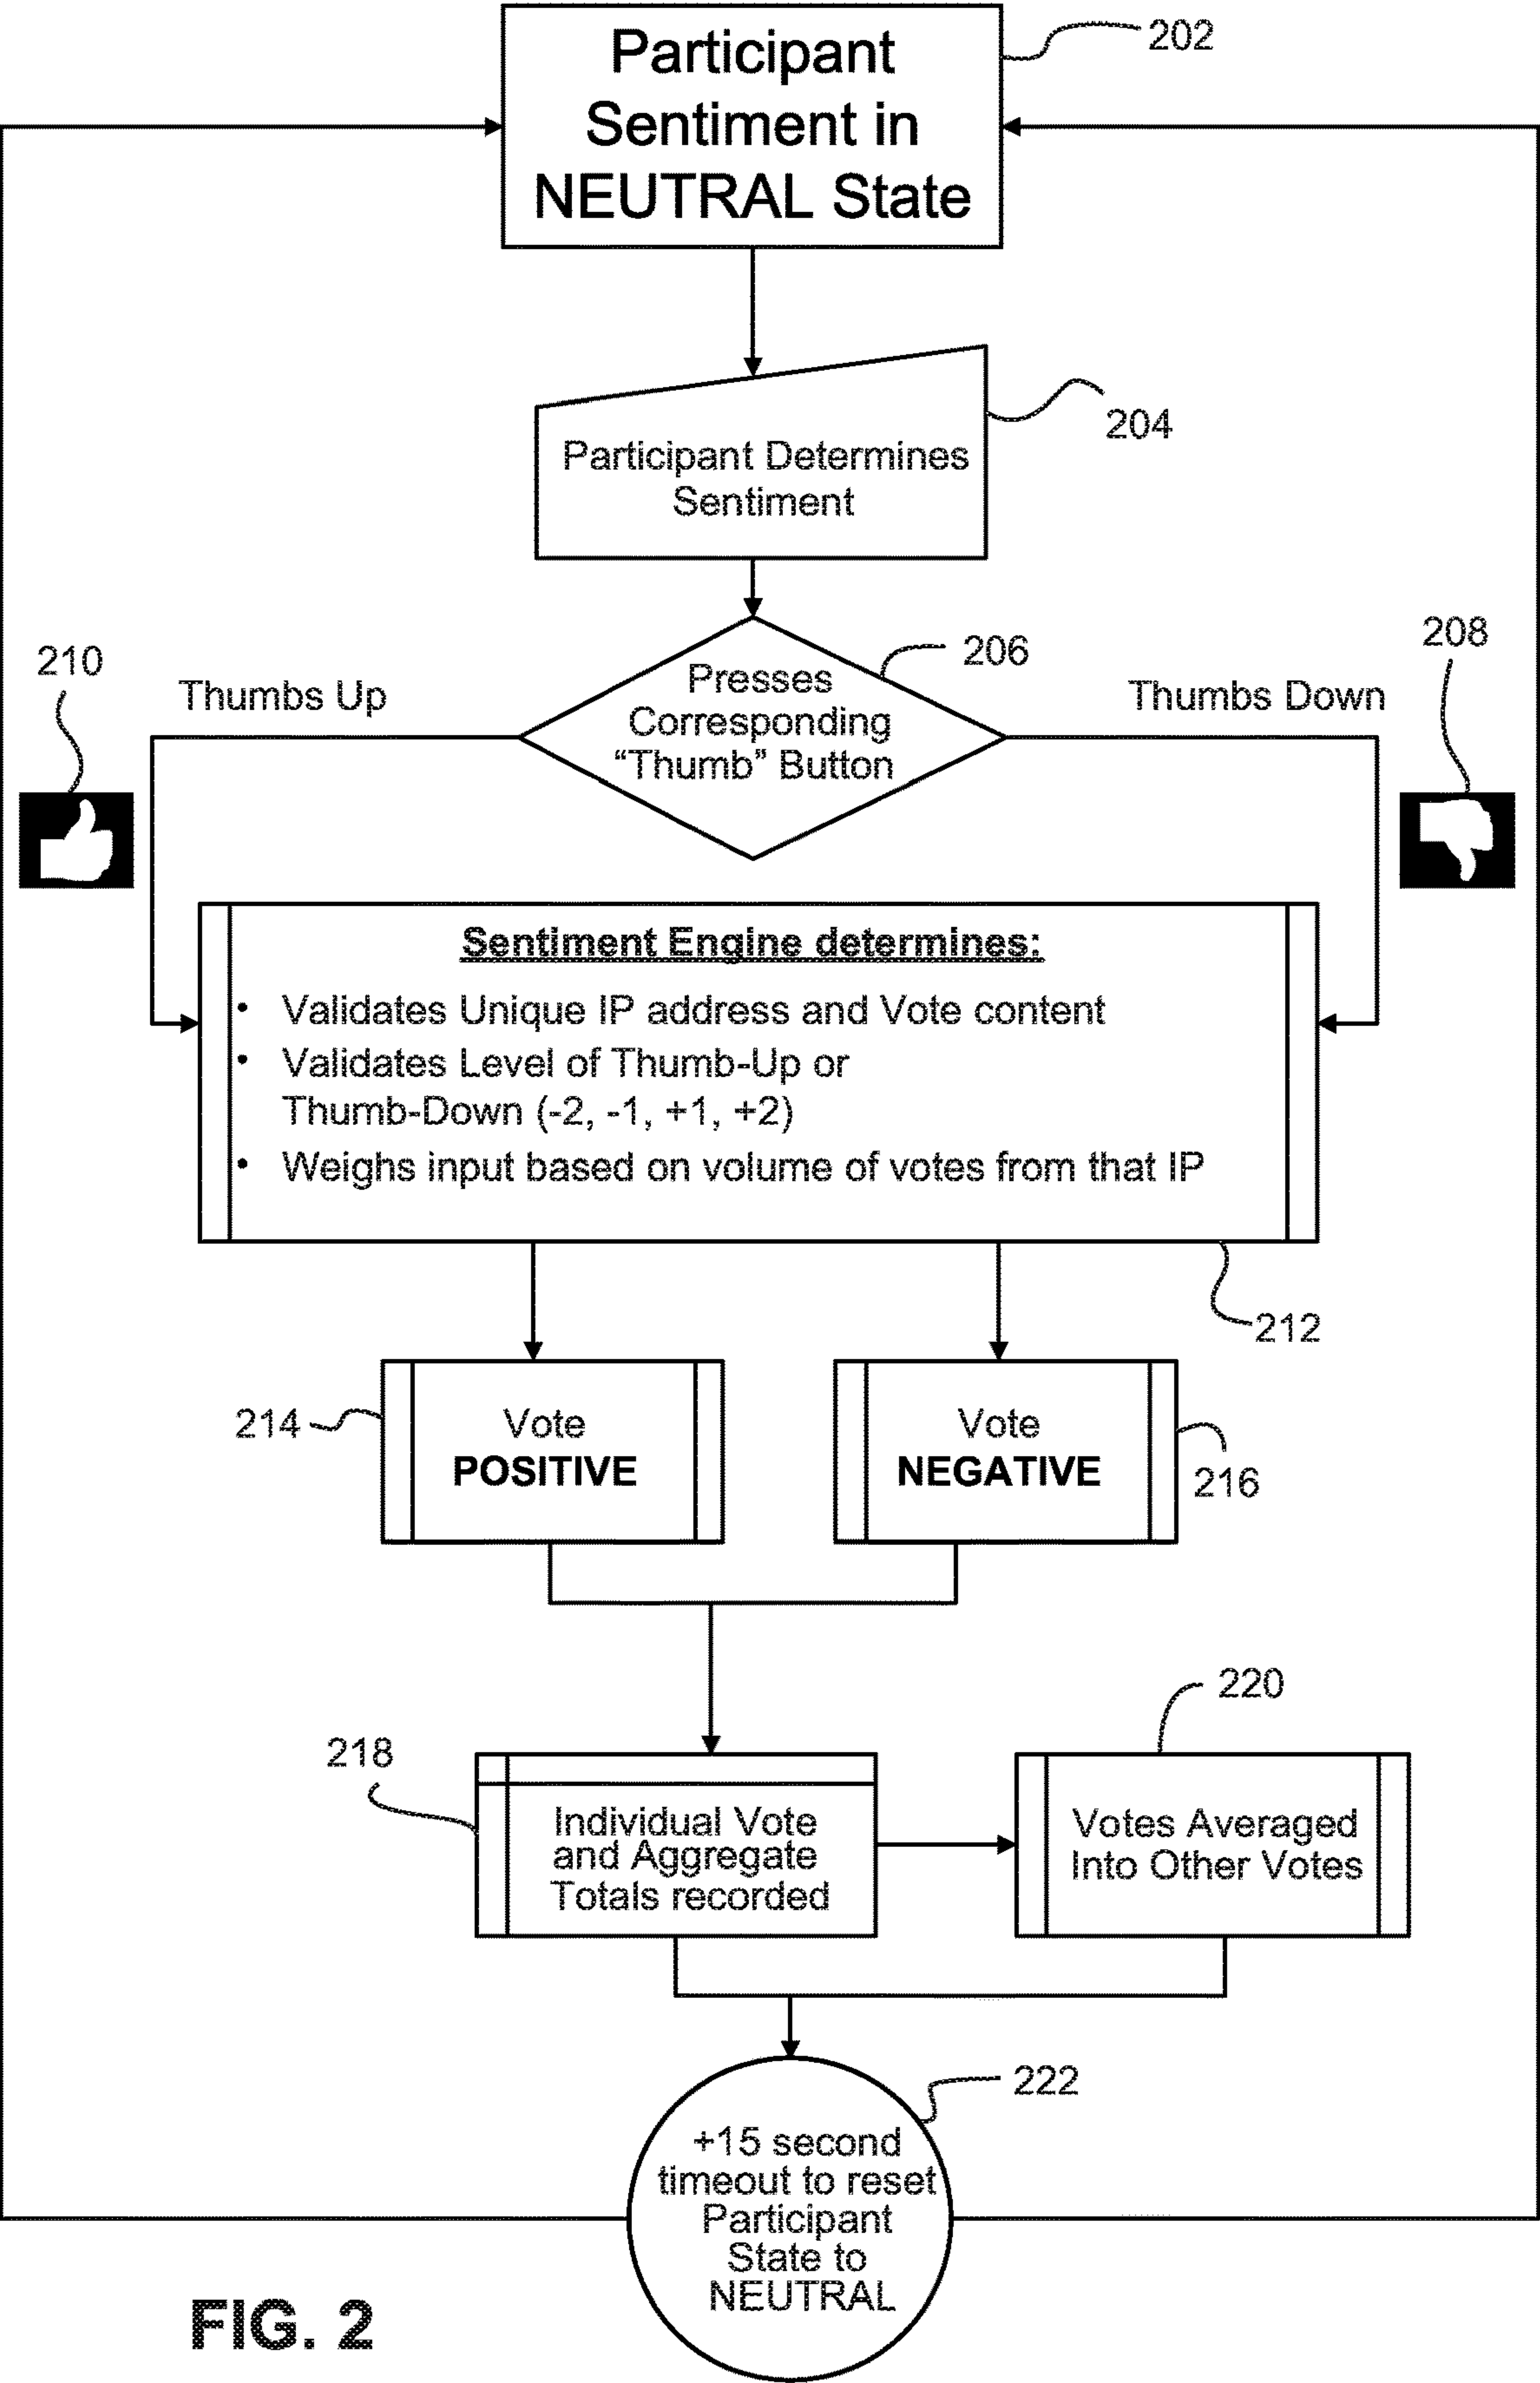 Participant
Sentiment in
NEUTRAL State
202
Participant Determines
Sentiment
204
Presses
Corresponding
“Thumb” Button
206
210
Thumbs Up
Thumbs Down
208
Sentiment Engine determines:
• Validates Unique IP address and Vote content
• Validates Level of Thumb-Up or
Thumb-Down (-2, -1, +1, +2)
• Weighs input based on volume of votes from that IP
212
214
Vote
POSITIVE
Vote
NEGATIVE
216
218
Individual Vote
and Aggregate
Totals recorded
220
Votes Averaged
Into Other Votes
222
+15 second
timeout to reset
Participant
State to
NEUTRAL
FIG. 2